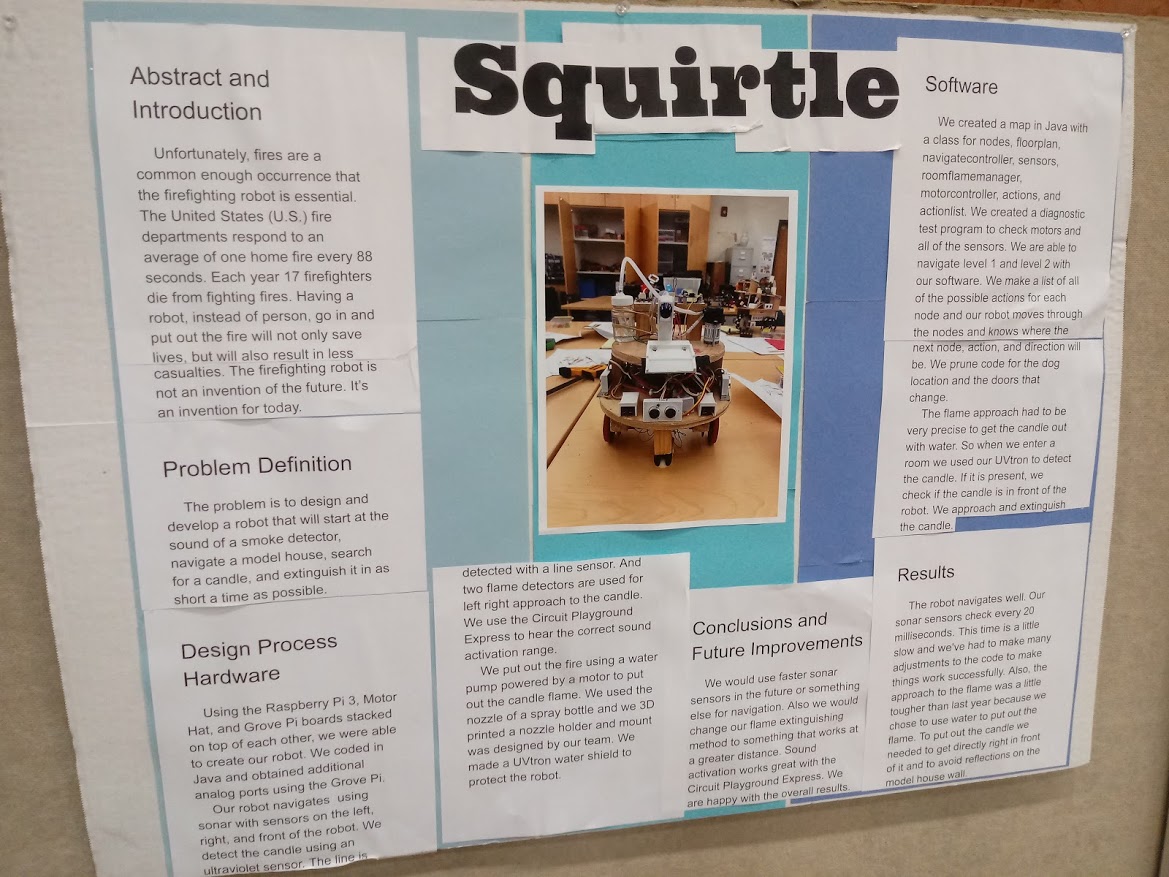 Squirtle
Abstract and
Introduction
Unfortunately, fires are a
common enough occurrence that
the firefighting robot is essential.
The United States (U.S.) fire
departments respond to an
average of one home fire every 88
seconds. Each year 17 firefighters
die from fighting fires. Having a
robot, instead of person, go in and
put out the fire will not only save
lives, but will also result in less
casualties. The firefighting robot is
not an invention of the future. It's
an invention for today.
Problem Definition
The problem is to design and
develop a robot that will start at the
sound of a smoke detector,
navigate a model house, search
for a candle, and extinguish it in as
short a time as possible.
Design Process
Hardware
Using the Raspberry Pi 3, Motor
Hat, and Grove Pi boards stacked
on top of each other, we were able
to create our robot. We coded in
Java and obtained additional
analog ports using the Grove Pi.
Our robot navigates using
sonar with sensors on the left,
right, and front of the robot. We
detect the candle using an
ultraviolet sensor. The line is
detected with a line sensor. And
two flame detectors are used for
left right approach to the candle.
We use the Circuit Playground
Express to hear the correct sound
activation range.
We put out the fire using a water
pump powered by a motor to put
out the candle flame. We used the
nozzle of a spray bottle and we 3D
printed a nozzle holder and mount
was designed by our team. We
made a UVtron water shield to
protect the robot.
Software
We created a map in Java with
a class for nodes, floorplan,
navigatecontroller, sensors,
roomflamemanager,
motorcontroller, actions, and
actionlist. We created a diagnostic
test program to check motors and
all of the sensors. We are able to
navigate level 1 and level 2 with
our software. We make a list of all
of the possible actions for each
node and our robot moves through
the nodes and knows where the
next node, action, and direction will
be. We prune code for the dog
location and the doors that
change.
The flame approach had to be
very precise to get the candle out
with water. So when we enter a
room we used our UVtron to detect
the candle. If it is present, we
check if the candle is in front of the
robot. We approach and extinguish
the candle.
Results
The robot navigates well. Our
sonar sensors check every 20
milliseconds. This time is a little
slow and we've had to make many
adjustments to the code to make
things work successfully. Also, the
approach to the flame was a little
tougher than last year because we
chose to use water to put out the
flame. To put out the candle we
needed to get directly right in front
of it and to avoid reflections on the
model house wall.
Conclusions and
Future Improvements
We would use faster sonar
sensors in the future or something
else for navigation. Also we would
change our flame extinguishing
method to something that works at
a greater distance. Sound
activation works great with the
Circuit Playground Express. We
are happy with the overall results.